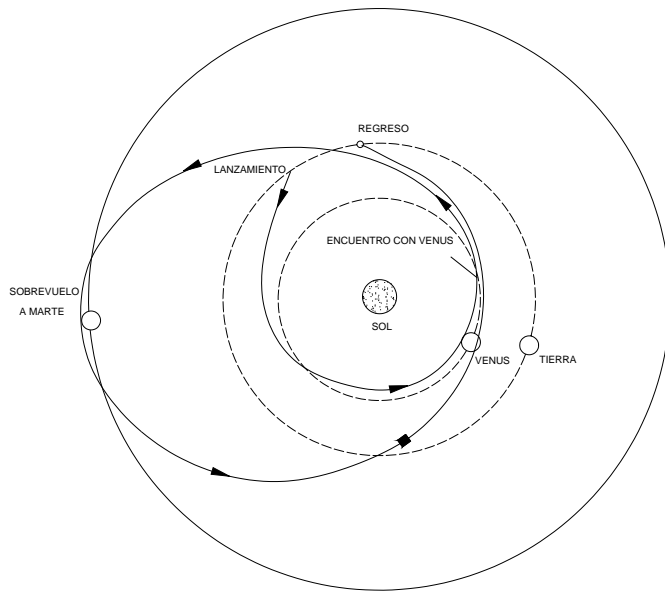 REGRESO
LANZAMIENTO
ENCUENTRO CON VENUS
SOBREVUELO
A MARTE
SOL
VENUS
TIERRA